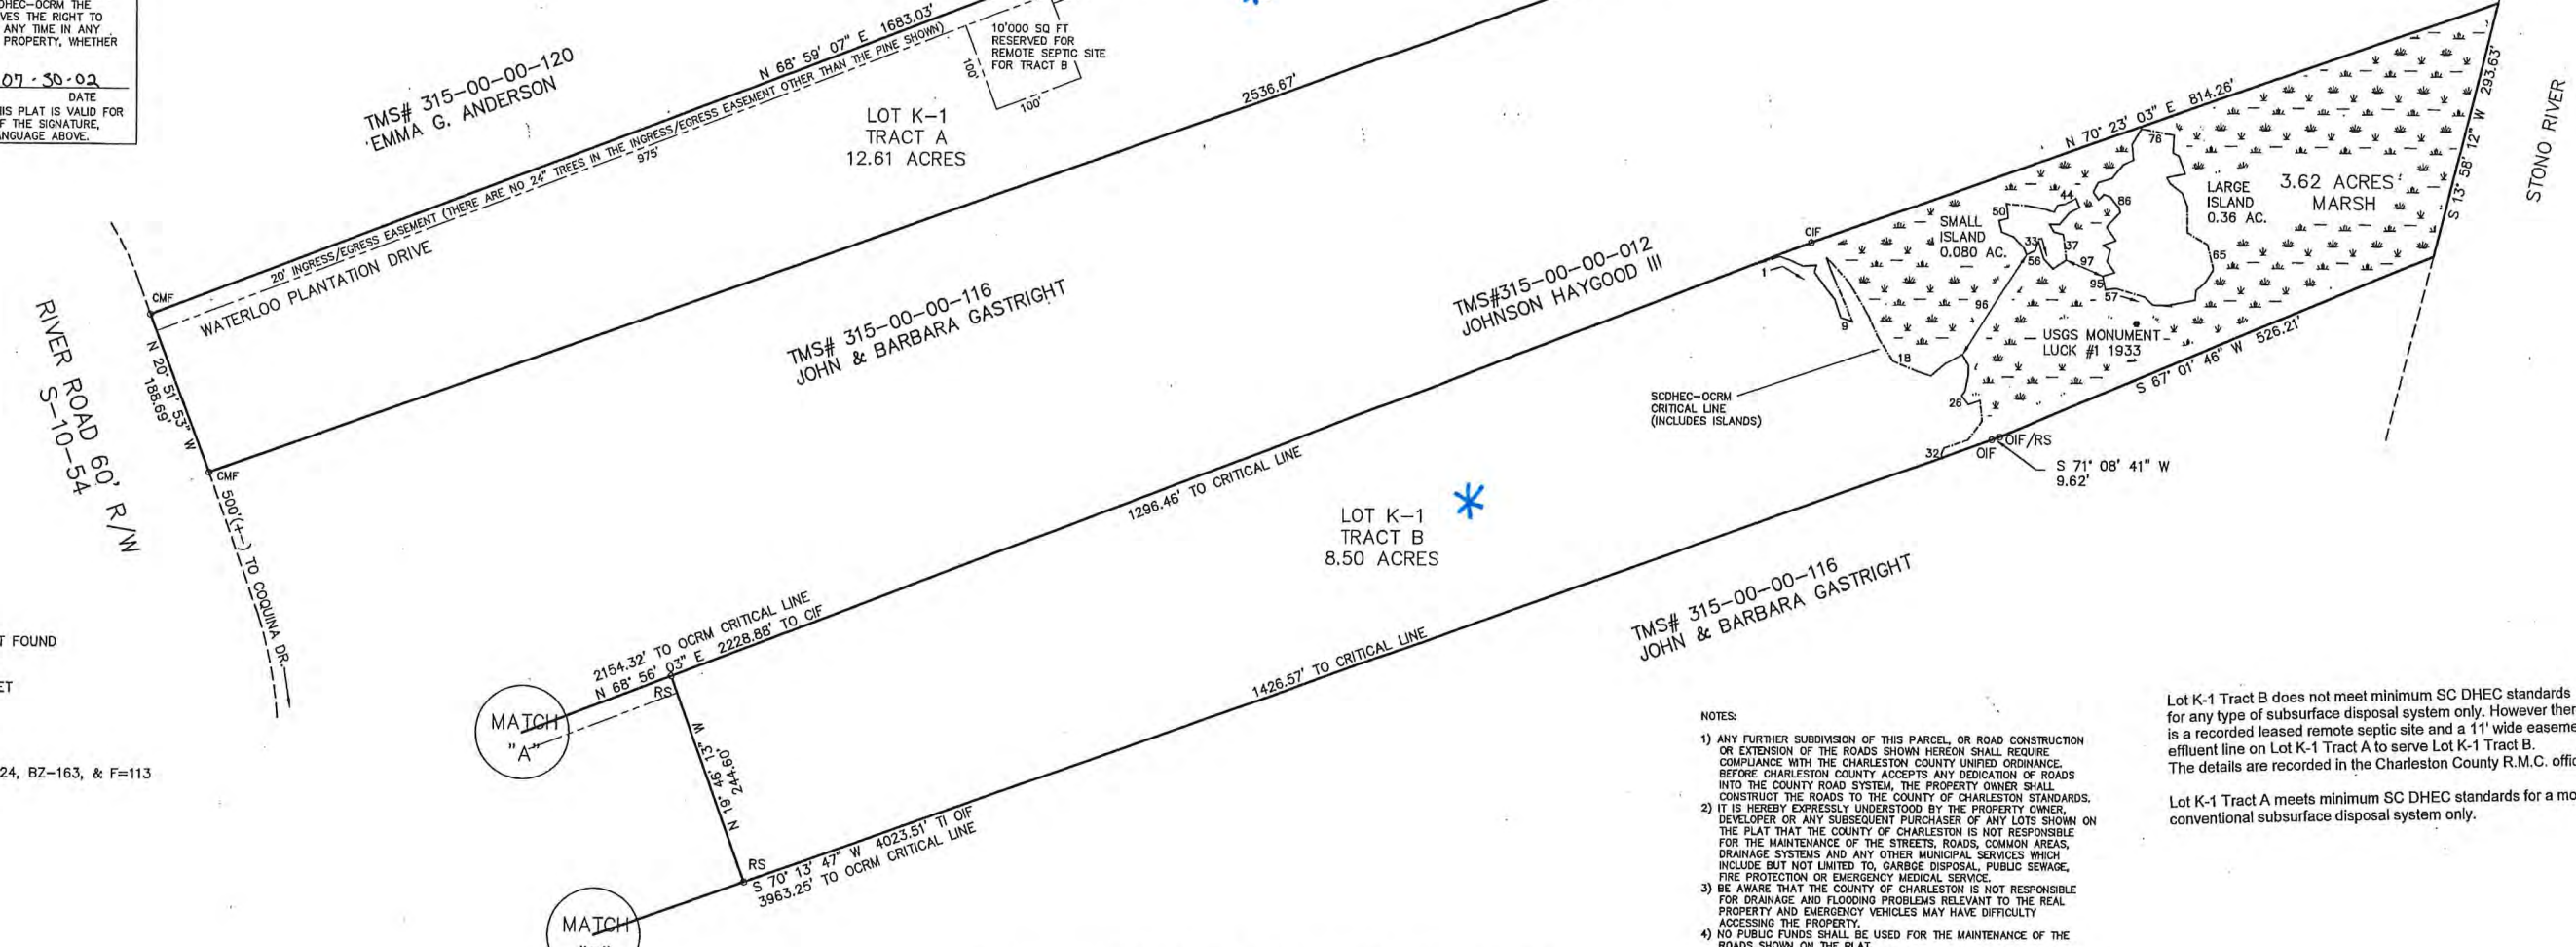 DHEC-OCRM THE
VES THE RIGHT TO
ANY TIME IN ANY
PROPERTY, WHETHER
07-30-02
DATE
IS PLAT IS VALID FOR
F THE SIGNATURE,
NGUAGE ABOVE.
TMS# 315-00-00-120
EMMA G. ANDERSON
N 68° 59' 07" E 1683.03'
20' INGRESS/EGRESS EASEMENT (THERE ARE NO 24" TREES IN THE INGRESS/EGRESS EASEMENT OTHER THAN THE PINE SHOWN)
975'
WATERLOO PLANTATION DRIVE
10'000 SQ FT
RESERVED FOR
REMOTE SEPTIC SITE
FOR TRACT B
100'
100'
LOT K-1
TRACT A
12.61 ACRES
2536.67'
CMF
N 20° 51' 53" W
188.69'
CMF
RIVER ROAD 60' R/W
S-10-54
500'(+-) TO COQUINA DR.
TMS# 315-00-00-116
JOHN & BARBARA GASTRIGHT
TMS#315-00-00-012
JOHNSON HAYGOOD III
CIF
N 70° 23' 03" E 814.26'
S 13° 58' 12" W 293.63'
STONO RIVER
3.62 ACRES
MARSH
LARGE
ISLAND
0.36 AC.
SMALL
ISLAND
0.080 AC.
76
86
44
50
33
37
56
97
95
57
65
96
1
9
18
26
32
USGS MONUMENT
LUCK #1 1933
S 67° 01' 46" W 526.21'
SCDHEC-OCRM
CRITICAL LINE
(INCLUDES ISLANDS)
OIF/RS
OIF
S 71° 08' 41" W
9.62'
1296.46' TO CRITICAL LINE
LOT K-1
TRACT B
8.50 ACRES
TMS# 315-00-00-116
JOHN & BARBARA GASTRIGHT
1426.57' TO CRITICAL LINE
2154.32' TO OCRM CRITICAL LINE
N 68° 56' 03" E 2228.88' TO CIF
RS
MATCH
"A"
N 19° 46' 13" W
244.60'
RS
S 70° 13' 47" W 4023.51' TI OIF
3963.25' TO OCRM CRITICAL LINE
MATCH
T FOUND
ET
24, BZ-163, & F=113
NOTES:
1) ANY FURTHER SUBDIVISION OF THIS PARCEL, OR ROAD CONSTRUCTION
OR EXTENSION OF THE ROADS SHOWN HEREON SHALL REQUIRE
COMPLIANCE WITH THE CHARLESTON COUNTY UNIFIED ORDINANCE.
BEFORE CHARLESTON COUNTY ACCEPTS ANY DEDICATION OF ROADS
INTO THE COUNTY ROAD SYSTEM, THE PROPERTY OWNER SHALL
CONSTRUCT THE ROADS TO THE COUNTY OF CHARLESTON STANDARDS.
2) IT IS HEREBY EXPRESSLY UNDERSTOOD BY THE PROPERTY OWNER,
DEVELOPER OR ANY SUBSEQUENT PURCHASER OF ANY LOTS SHOWN ON
THE PLAT THAT THE COUNTY OF CHARLESTON IS NOT RESPONSIBLE
FOR THE MAINTENANCE OF THE STREETS, ROADS, COMMON AREAS,
DRAINAGE SYSTEMS AND ANY OTHER MUNICIPAL SERVICES WHICH
INCLUDE BUT NOT LIMITED TO, GARBGE DISPOSAL, PUBLIC SEWAGE,
FIRE PROTECTION OR EMERGENCY MEDICAL SERVICE.
3) BE AWARE THAT THE COUNTY OF CHARLESTON IS NOT RESPONSIBLE
FOR DRAINAGE AND FLOODING PROBLEMS RELEVANT TO THE REAL
PROPERTY AND EMERGENCY VEHICLES MAY HAVE DIFFICULTY
ACCESSING THE PROPERTY.
4) NO PUBLIC FUNDS SHALL BE USED FOR THE MAINTENANCE OF THE
ROADS SHOWN ON THE PLAT
Lot K-1 Tract B does not meet minimum SC DHEC standards
for any type of subsurface disposal system only. However ther
is a recorded leased remote septic site and a 11' wide easeme
effluent line on Lot K-1 Tract A to serve Lot K-1 Tract B.
The details are recorded in the Charleston County R.M.C. offic
Lot K-1 Tract A meets minimum SC DHEC standards for a mo
conventional subsurface disposal system only.